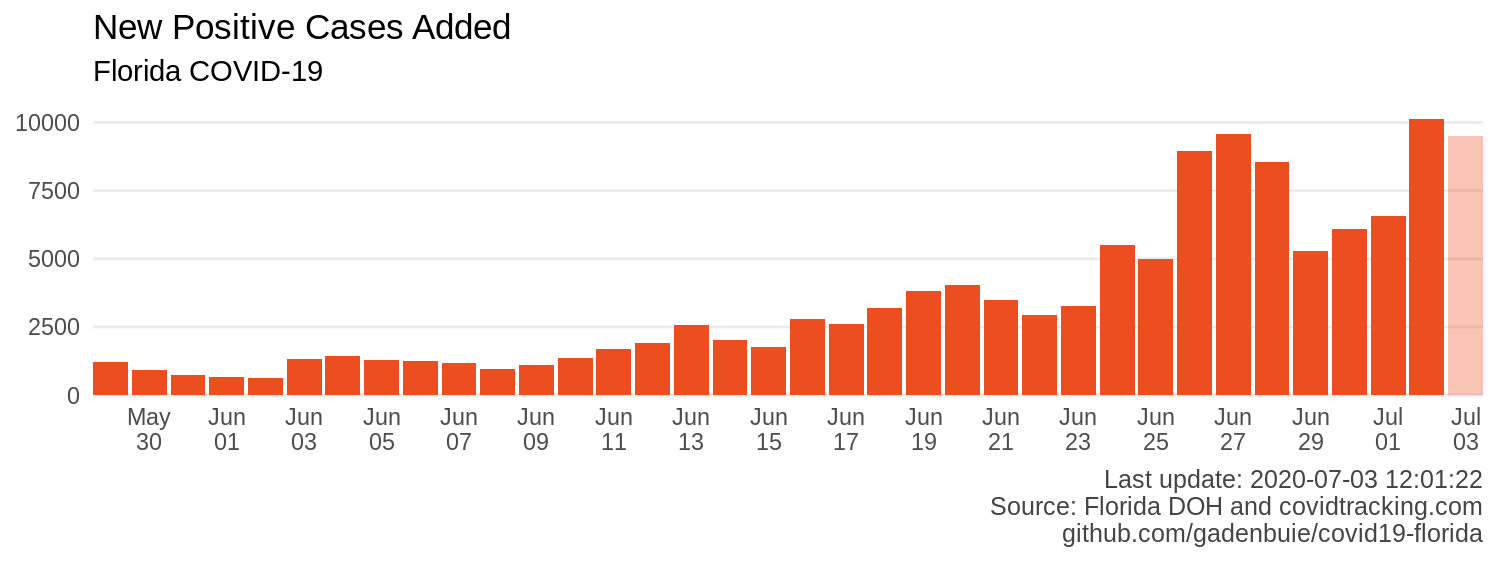 New Positive Cases Added
Florida COVID-19
10000
7500
5000
2500
0
May Jun Jun Jun Jun Jun Jun Jun Jun Jun Jun Jun Jun Jun Jun Jun Jul Jul
30 01 03 05 07 09 11 13 15 17 19 21 23 25 27 29 01 03
Last update: 2020-07-03 12:01:22
Source: Florida DOH and covidtracking.com
github.com/gadenbuie/covid19-florida